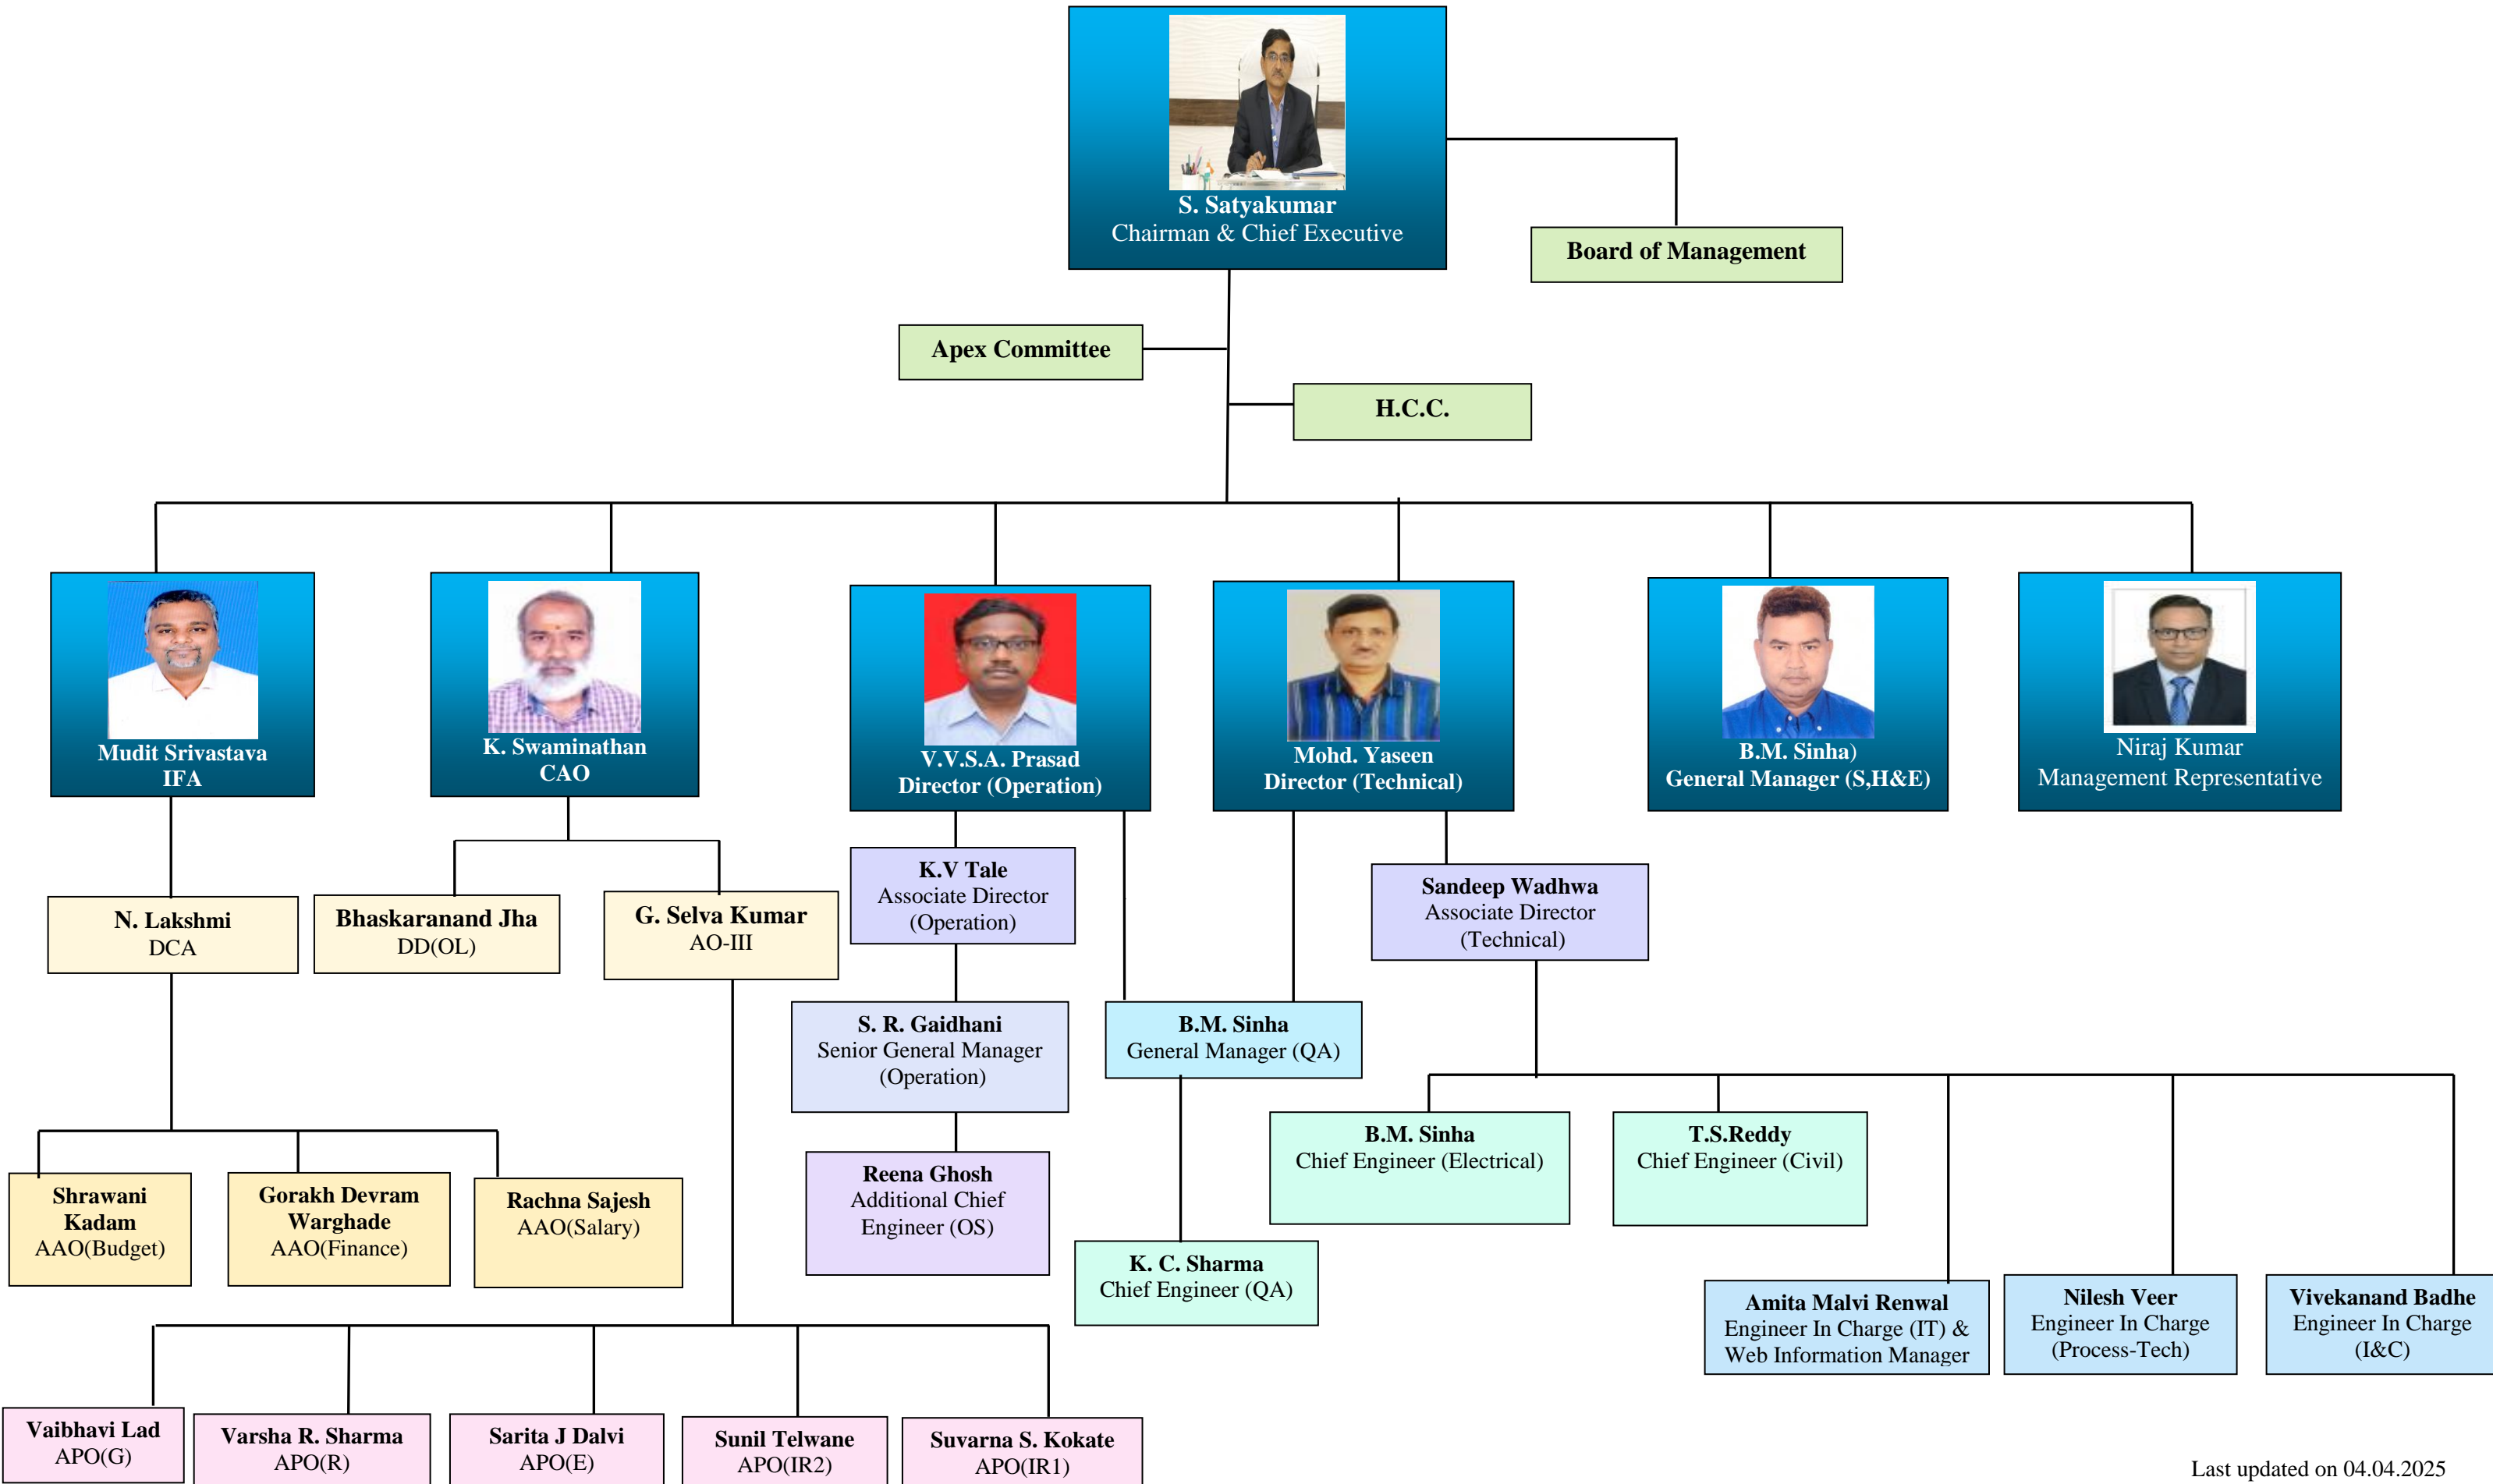 S. Satyakumar
Chairman & Chief Executive
Board of Management
Apex Committee
H.C.C.
Mudit Srivastava
IFA
K. Swaminathan
CAO
V.V.S.A. Prasad
Director (Operation)
Mohd. Yaseen
Director (Technical)
B.M. Sinha)
General Manager (S,H&E)
Niraj Kumar
Management Representative
N. Lakshmi
DCA
Bhaskaranand Jha
DD(OL)
G. Selva Kumar
AO-III
K.V Tale
Associate Director
(Operation)
Sandeep Wadhwa
Associate Director
(Technical)
S. R. Gaidhani
Senior General Manager
(Operation)
B.M. Sinha
General Manager (QA)
B.M. Sinha
Chief Engineer (Electrical)
T.S.Reddy
Chief Engineer (Civil)
Shrawani
Kadam
AAO(Budget)
Gorakh Devram
Warghade
AAO(Finance)
Rachna Sajesh
AAO(Salary)
Reena Ghosh
Additional Chief
Engineer (OS)
K. C. Sharma
Chief Engineer (QA)
Amita Malvi Renwal
Engineer In Charge (IT) &
Web Information Manager
Nilesh Veer
Engineer In Charge
(Process-Tech)
Vivekanand Badhe
Engineer In Charge
(I&C)
Vaibhavi Lad
APO(G)
Varsha R. Sharma
APO(R)
Sarita J Dalvi
APO(E)
Sunil Telwane
APO(IR2)
Suvarna S. Kokate
APO(IR1)
Last updated on 04.04.2025